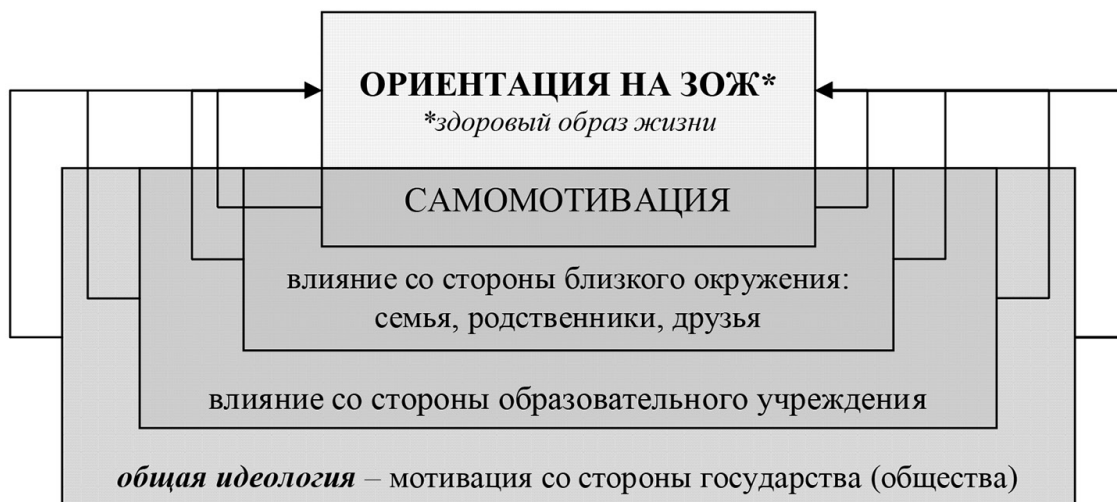 ОРИЕНТАЦИЯ НА ЗОЖ*
*здоровый образ жизни
САМОМОТИВАЦИЯ
влияние со стороны близкого окружения:
семья, родственники, друзья
влияние со стороны образовательного учреждения
общая идеология – мотивация со стороны государства (общества)